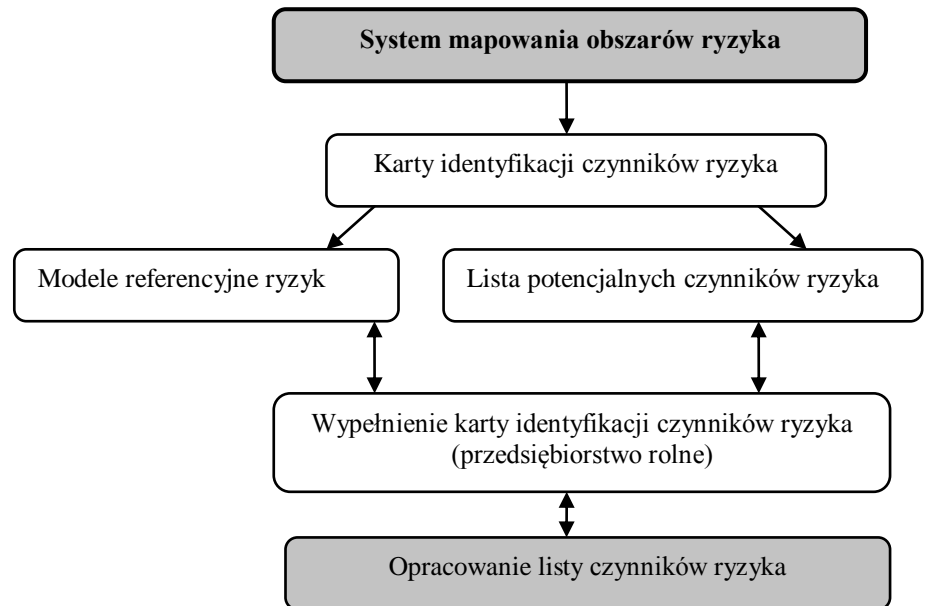 System mapowania obszarów ryzyka
Karty identyfikacji czynników ryzyka
Modele referencyjne ryzyk
Lista potencjalnych czynników ryzyka
Wypełnienie karty identyfikacji czynników ryzyka
(przedsiębiorstwo rolne)
Opracowanie listy czynników ryzyka